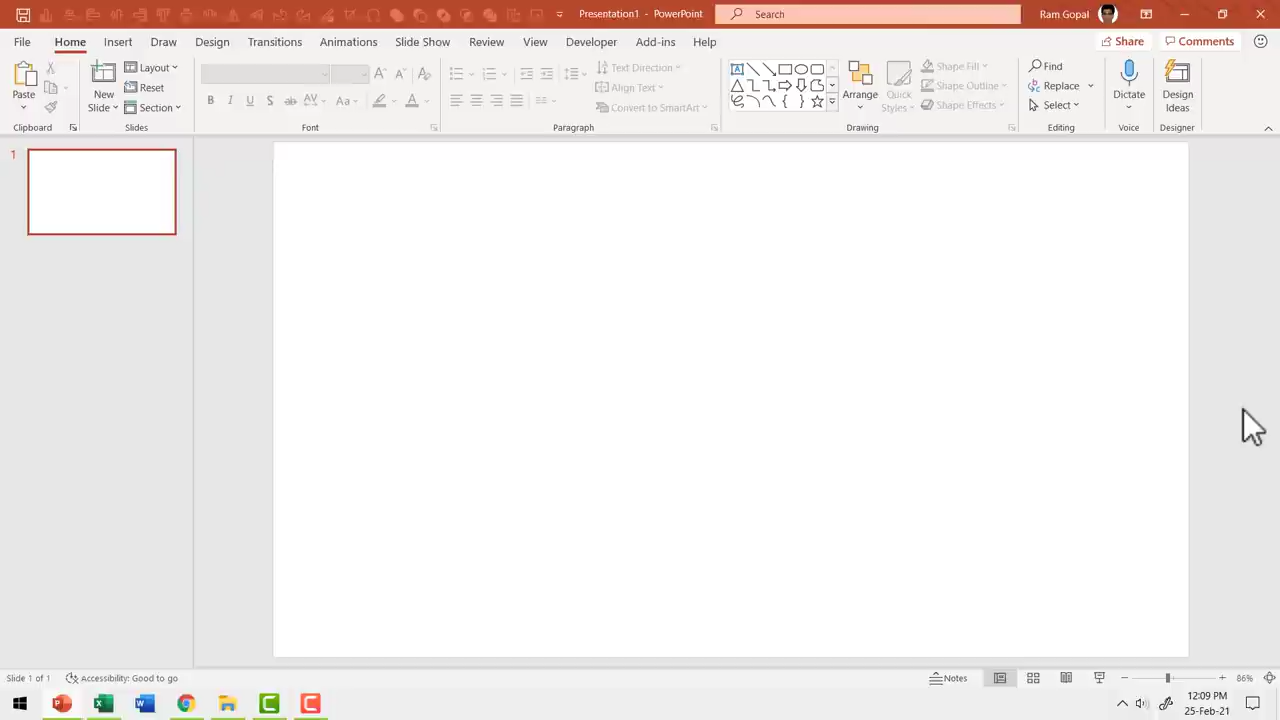 Presentation1 - PowerPoint
Search
Ram Gopal
File Home Insert Draw Design Transitions Animations Slide Show Review View Developer Add-ins Help
Share Comments
Paste
New
Slide
Layout
Reset
Section
Text Direction
Align Text
Convert to SmartArt
Arrange
Quick
Styles
Shape Fill
Shape Outline
Shape Effects
Find
Replace
Select
Dictate
Design
Ideas
Clipboard Slides Font Paragraph Drawing Editing Voice Designer
1
Slide 1 of 1 Accessibility: Good to go
Notes
86%
12:09 PM
25-Feb-21